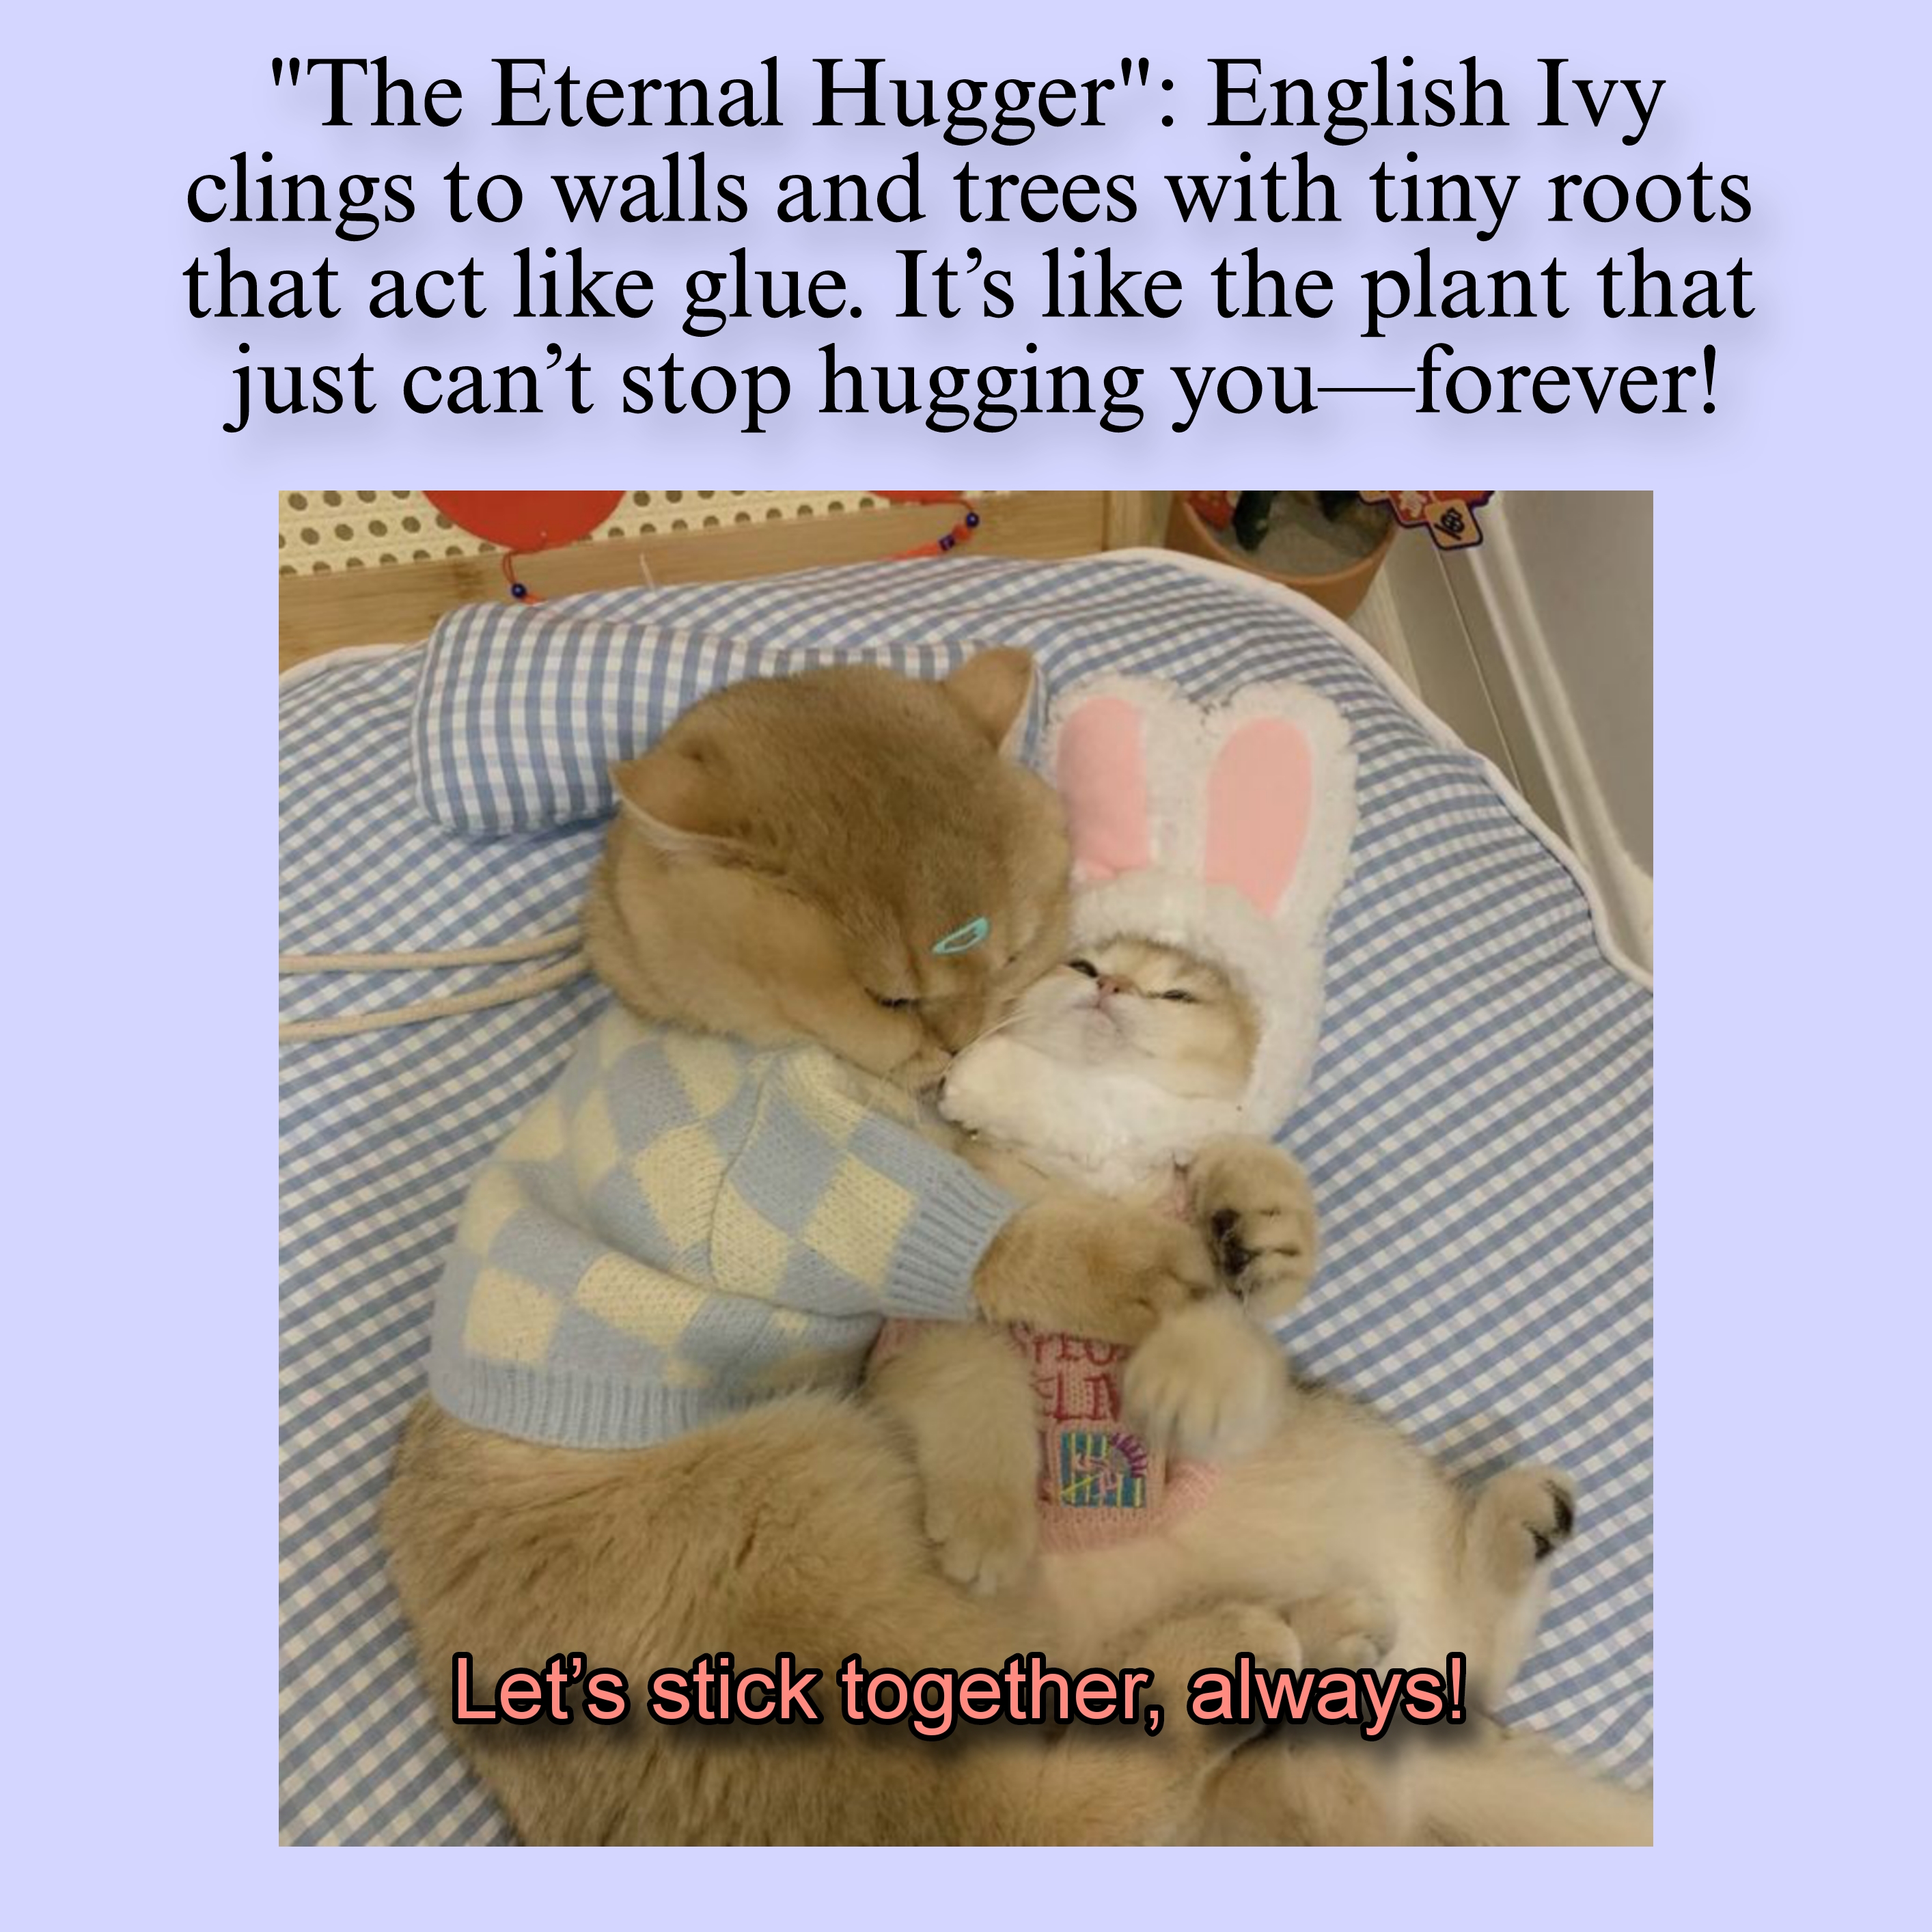 "The Eternal Hugger": English Ivy
clings to walls and trees with tiny roots
that act like glue. It’s like the plant that
just can’t stop hugging you—forever!
Let’s stick together, always!